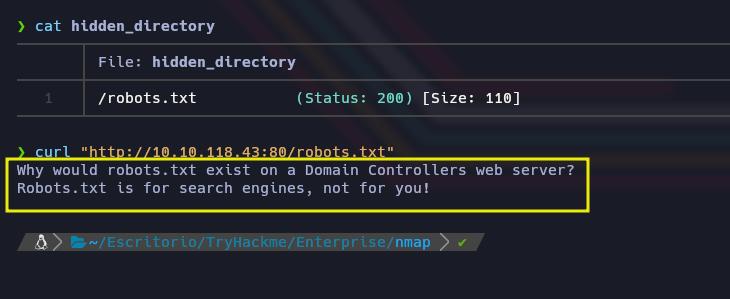 ❯ cat hidden_directory
File: hidden_directory
1 /robots.txt (Status: 200) [Size: 110]
❯ curl "http://10.10.118.43:80/robots.txt"
Why would robots.txt exist on a Domain Controllers web server?
Robots.txt is for search engines, not for you!
~/Escritorio/TryHackme/Enterprise/nmap ✔